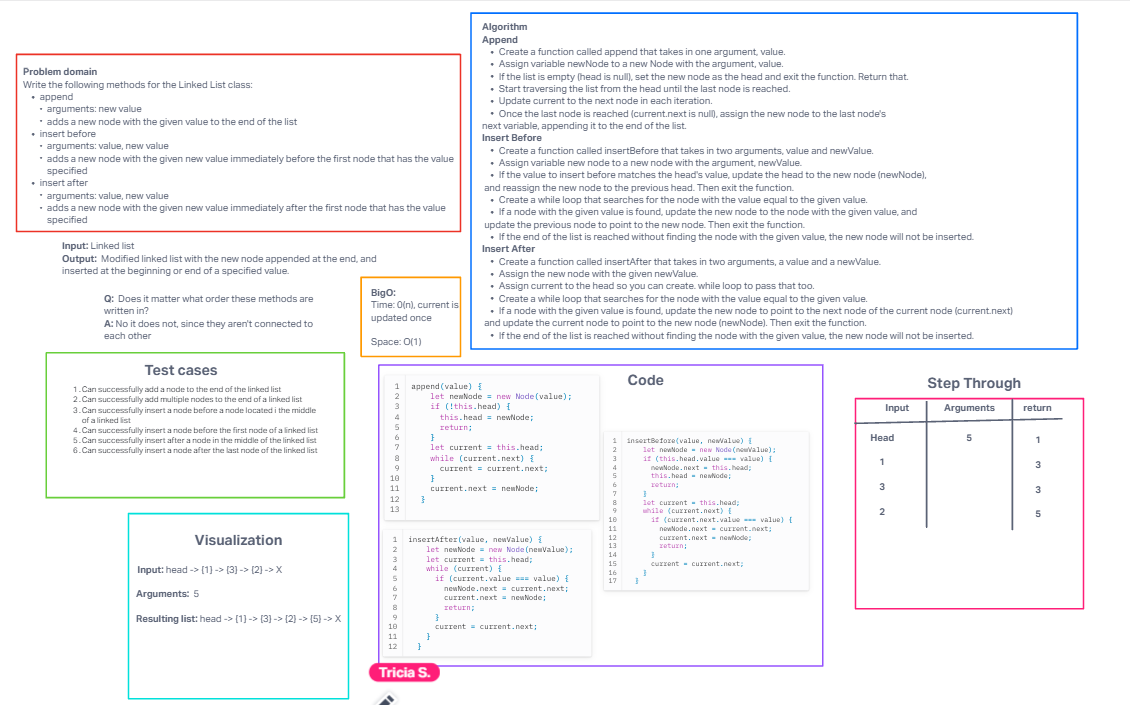 Problem domain
Write the following methods for the Linked List class:
• append
• arguments: new value
• adds a new node with the given value to the end of the list
• insert before
• arguments: value, new value
• adds a new node with the given new value immediately before the first node that has the value
specified
• insert after
• arguments: value, new value
• adds a new node with the given new value immediately after the first node that has the value
specified
Input: Linked list
Output: Modified linked list with the new node appended at the end, and
inserted at the beginning or end of a specified value.
Q: Does it matter what order these methods are
written in?
A: No it does not, since they aren't connected to
each other
BigO:
Time: 0(n), current is
updated once
Space: O(1)
Algorithm
Append
• Create a function called append that takes in one argument, value.
• Assign variable newNode to a new Node with the argument, value.
• If the list is empty (head is null), set the new node as the head and exit the function. Return that.
• Start traversing the list from the head until the last node is reached.
• Update current to the next node in each iteration.
• Once the last node is reached (current.next is null), assign the new node to the last node's
next variable, appending it to the end of the list.
Insert Before
• Create a function called insertBefore that takes in two arguments, value and newValue.
• Assign variable new node to a new node with the argument, newValue.
• If the value to insert before matches the head's value, update the head to the new node (newNode),
and reassign the new node to the previous head. Then exit the function.
• Create a while loop that searches for the node with the value equal to the given value.
• If a node with the given value is found, update the new node to the node with the given value, and
update the previous node to point to the new node. Then exit the function.
• If the end of the list is reached without finding the node with the given value, the new node will not be inserted.
Insert After
• Create a function called insertAfter that takes in two arguments, a value and a newValue.
• Assign the new node with the given newValue.
• Assign current to the head so you can create. while loop to pass that too.
• Create a while loop that searches for the node with the value equal to the given value.
• If a node with the given value is found, update the new node to point to the next node of the current node (current.next)
and update the current node to point to the new node (newNode). Then exit the function.
• If the end of the list is reached without finding the node with the given value, the new node will not be inserted.
Test cases
1. Can successfully add a node to the end of the linked list
2. Can successfully add multiple nodes to the end of a linked list
3. Can successfully insert a node before a node located i the middle
of a linked list
4. Can successfully insert a node before the first node of a linked list
5. Can successfully insert after a node in the middle of the linked list
6. Can successfully insert a node after the last node of the linked list
Visualization
Input: head -> {1} -> {3} -> {2} -> X
Arguments: 5
Resulting list: head -> {1} -> {3} -> {2} -> {5} -> X
Code
1 append(value) {
2 let newNode = new Node(value);
3 if (!this.head) {
4 this.head = newNode;
5 return;
6 }
7 let current = this.head;
8 while (current.next) {
9 current = current.next;
10 }
11 current.next = newNode;
12 }
13
1 insertAfter(value, newValue) {
2 let newNode = new Node(newValue);
3 let current = this.head;
4 while (current) {
5 if (current.value === value) {
6 newNode.next = current.next;
7 current.next = newNode;
8 return;
9 }
10 current = current.next;
11 }
12 }
1 insertBefore(value, newValue) {
2 let newNode = new Node(newValue);
3 if (this.head.value === value) {
4 newNode.next = this.head;
5 this.head = newNode;
6 return;
7 }
8 let current = this.head;
9 while (current.next) {
10 if (current.next.value === value) {
11 newNode.next = current.next;
12 current.next = newNode;
13 return;
14 }
15 current = current.next;
16 }
17 }
Tricia S.
Step Through
Input Arguments return
Head 5 1
1 3
3 3
2 5